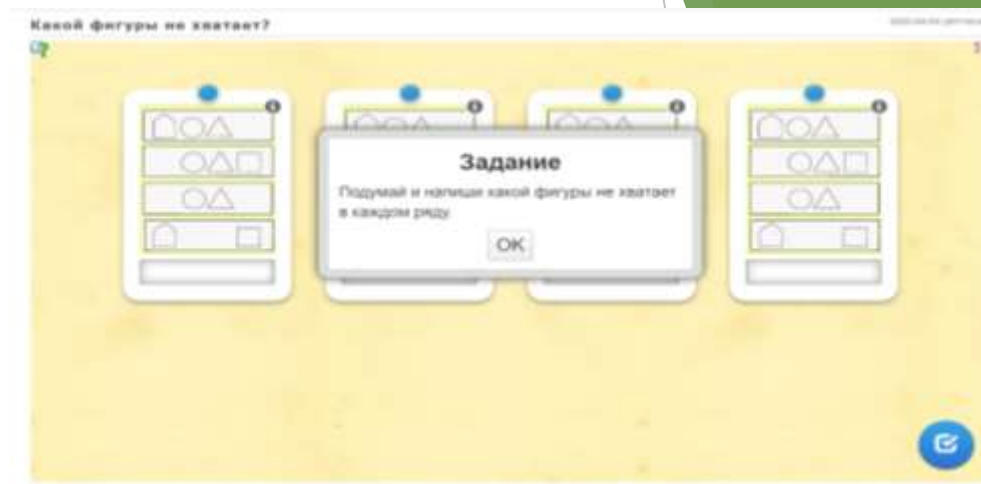 Какой фигуры не хватает?
Задание
Подумай и напиши какой фигуры не хватает
в каждом ряду.
OK